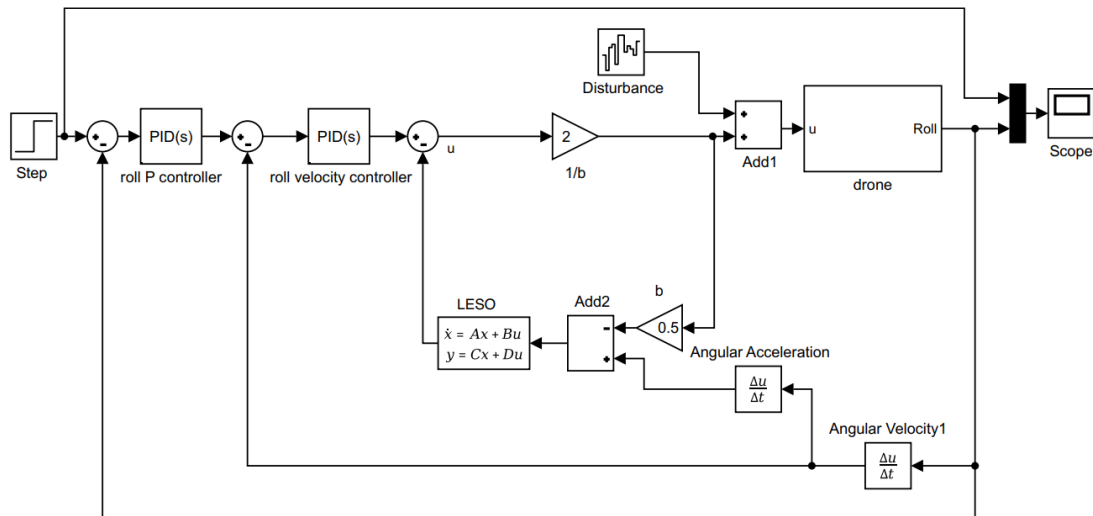 Step
+
-
PID(s)
roll P controller
+
-
PID(s)
roll velocity controller
+
-
u
2
1/b
Disturbance
+
+
Add1
u
Roll
drone
Scope
LESO
ẋ = Ax + Bu
y = Cx + Du
Add2
-
+
b
0.5
Angular Acceleration
Δu
Δt
Angular Velocity1
Δu
Δt